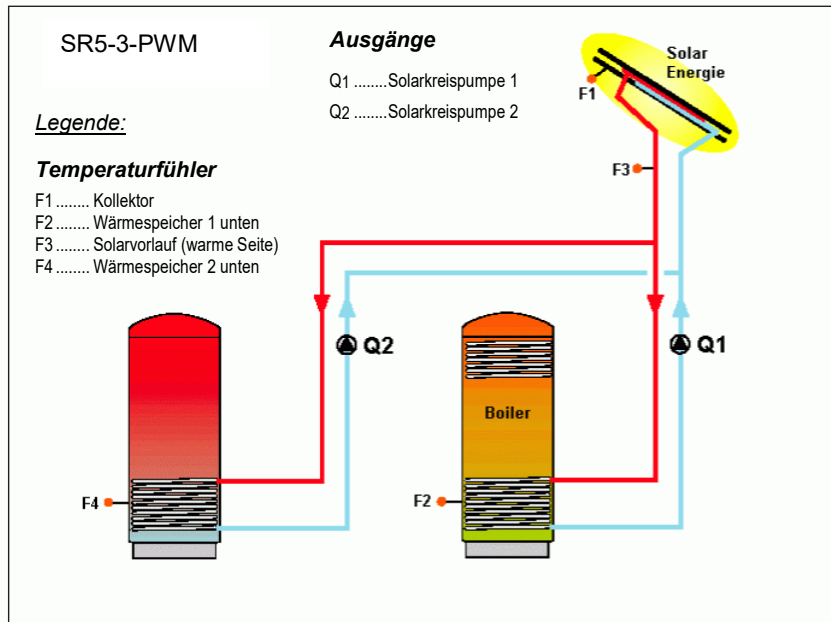 SR5-3-PWM
Legende:
Temperaturfühler
F1 ........ Kollektor
F2 ........ Wärmespeicher 1 unten
F3 ........ Solarvorlauf (warme Seite)
F4 ........ Wärmespeicher 2 unten
Ausgänge
Q1 ........Solarkreispumpe 1
Q2 ........Solarkreispumpe 2
Solar
Energie
F1
F3
Q2
Q1
Boiler
F4
F2